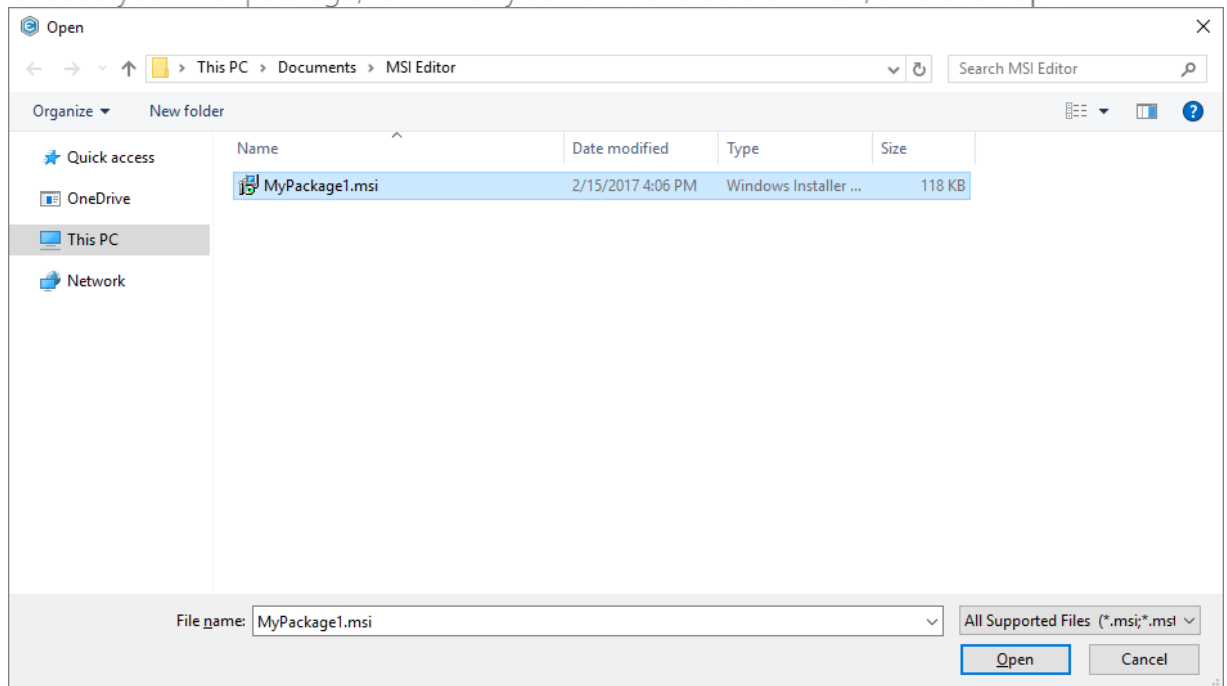 Open
This PC > Documents > MSI Editor
Search MSI Editor
Organize
New folder
Name
Date modified
Type
Size
Quick access
OneDrive
This PC
Network
MyPackage1.msi
2/15/2017 4:06 PM
Windows Installer ...
118 KB
File name:
MyPackage1.msi
All Supported Files (*.msi;*.mst
Open
Cancel